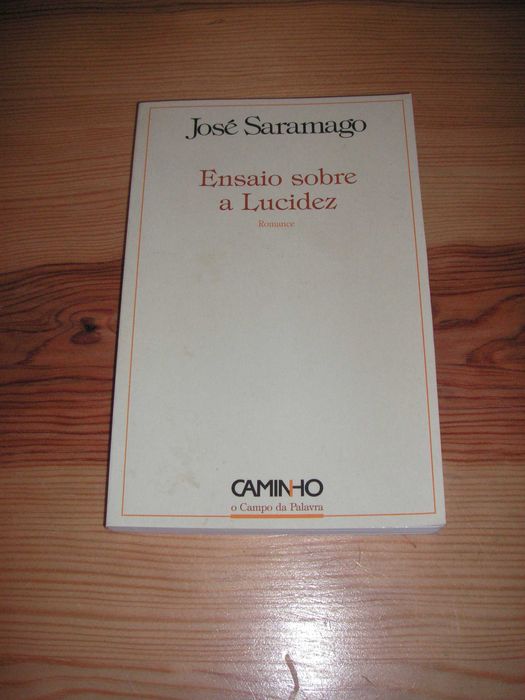 José Saramago
Ensaio sobre
a Lucidez
Romance
CAMINHO
o Campo da Palavra